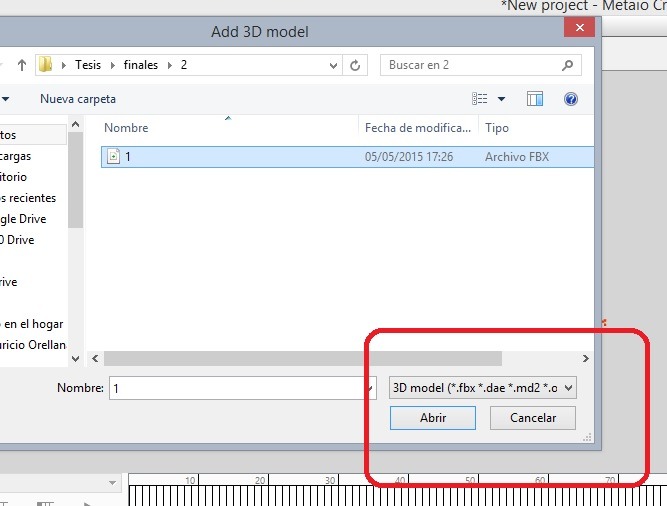 *New project - Metaio Cr
Add 3D model
Tesis finales 2
Buscar en 2
Nueva carpeta
Nombre Fecha de modifica... Tipo
1 05/05/2015 17:26 Archivo FBX
tos
cargas
itorio
s recientes
gle Drive
0 Drive
rive
en el hogar
uricio Orellan
Nombre: 1
3D model (*.fbx *.dae *.md2 *.o
Abrir Cancelar
10 20 30 40 50 60 70